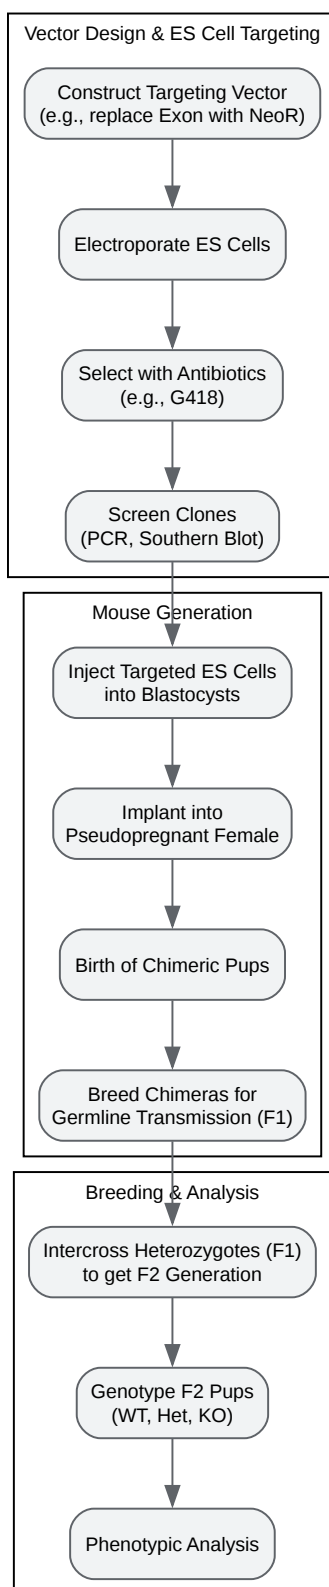 Vector Design & ES Cell Targeting
Construct Targeting Vector
(e.g., replace Exon with NeoR)
Electroporate ES Cells
Select with Antibiotics
(e.g., G418)
Screen Clones
(PCR, Southern Blot)
Mouse Generation
Inject Targeted ES Cells
into Blastocysts
Implant into
Pseudopregnant Female
Birth of Chimeric Pups
Breed Chimeras for
Germline Transmission (F1)
Breeding & Analysis
Intercross Heterozygotes (F1)
to get F2 Generation
Genotype F2 Pups
(WT, Het, KO)
Phenotypic Analysis